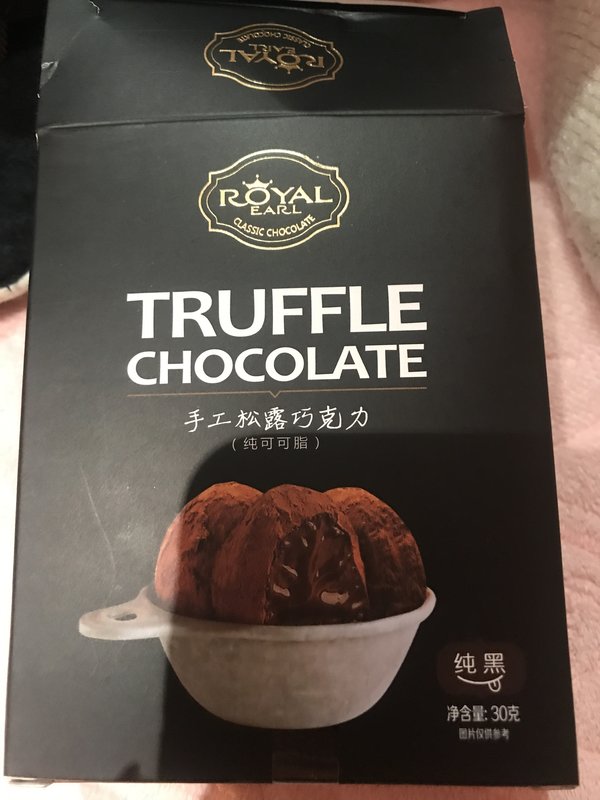 ROYAL
EARL
CLASSIC CHOCOLATE
ROYAL
EARL
CLASSIC CHOCOLATE
TRUFFLE
CHOCOLATE
手工松露巧克力
(纯可可脂)
纯黑
净含量: 30克
图片仅供参考